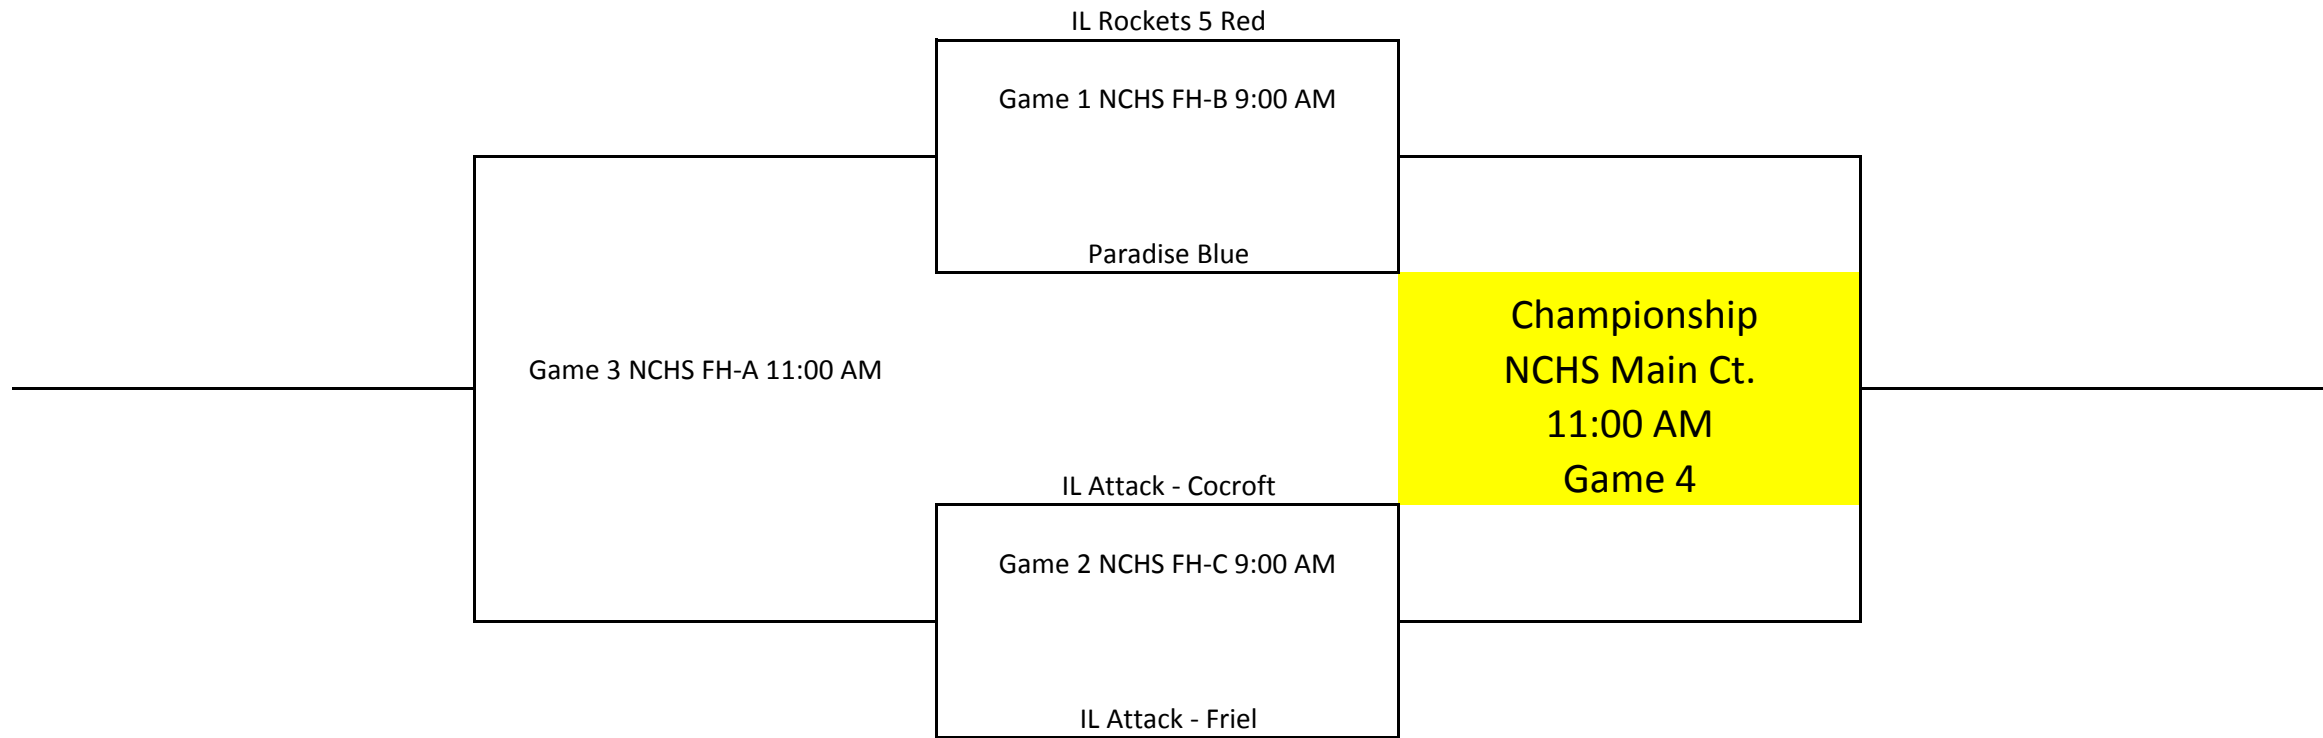 IL Rockets 5 Red
Game 1 NCHS FH-B 9:00 AM
Paradise Blue
Championship
NCHS Main Ct.
11:00 AM
Game 4
Game 3 NCHS FH-A 11:00 AM
IL Attack - Cocroft
Game 2 NCHS FH-C 9:00 AM
IL Attack - Friel